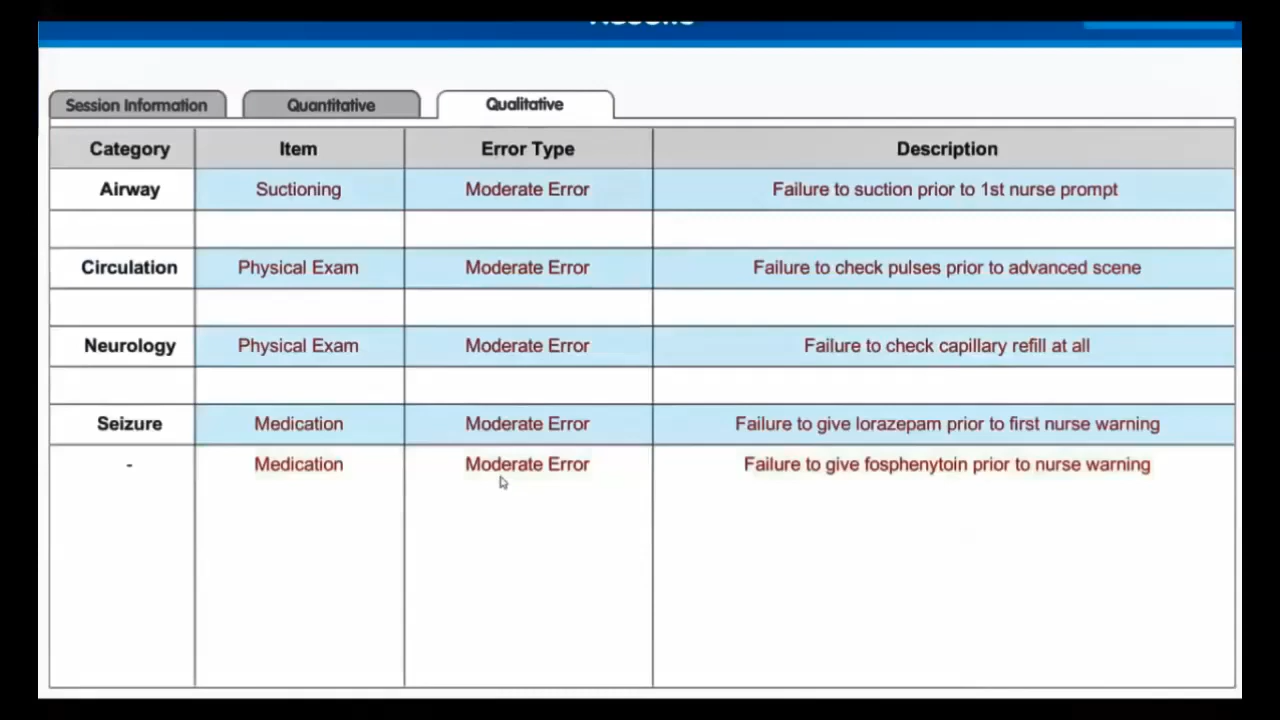 Session Information Quantitative Qualitative
Category Item Error Type Description
Airway Suctioning Moderate Error Failure to suction prior to 1st nurse prompt
Circulation Physical Exam Moderate Error Failure to check pulses prior to advanced scene
Neurology Physical Exam Moderate Error Failure to check capillary refill at all
Seizure Medication Moderate Error Failure to give lorazepam prior to first nurse warning
- Medication Moderate Error Failure to give fosphenytoin prior to nurse warning